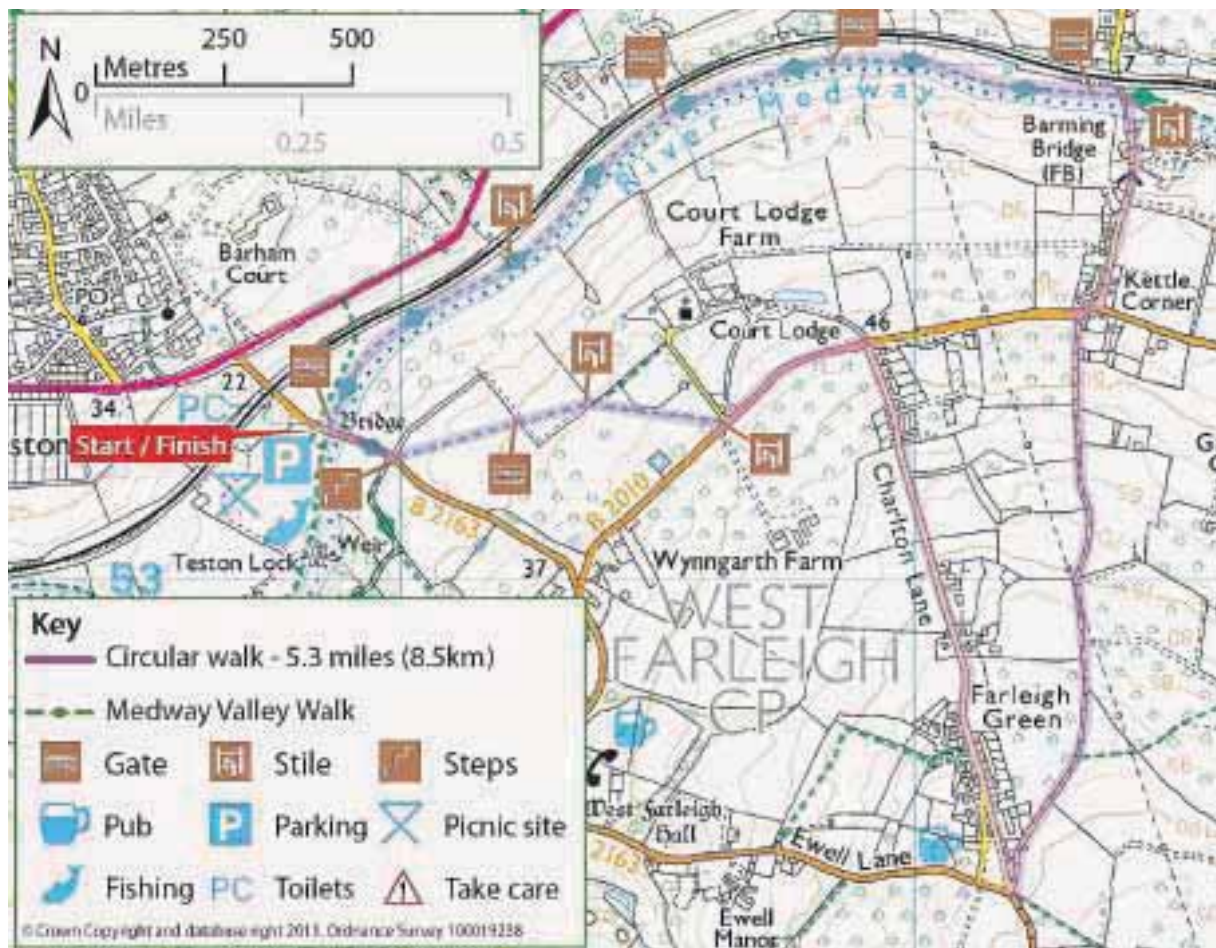 N
250 500
Metres
0
Miles
0.25 0.5
River Medway
7
Barming
Bridge
(FB)
Court Lodge
Farm
Barham
Court
PO
Kettle
Corner
Court Lodge
46
22
34
PC
Bridge
Start / Finish
P
B 2163
B 2010
Charlton Lane
Teston Lock
Weir
37
Wynngarth Farm
53
WEST
FARLEIGH
CP
Farleigh
Green
West Farleigh
Hall
Ewell Lane
2163
Ewell
Manor
Key
Circular walk - 5.3 miles (8.5km)
Medway Valley Walk
Gate Stile Steps
Pub P Parking Picnic site
Fishing PC Toilets Take care
© Crown Copyright and database right 2013. Ordnance Survey 100019238